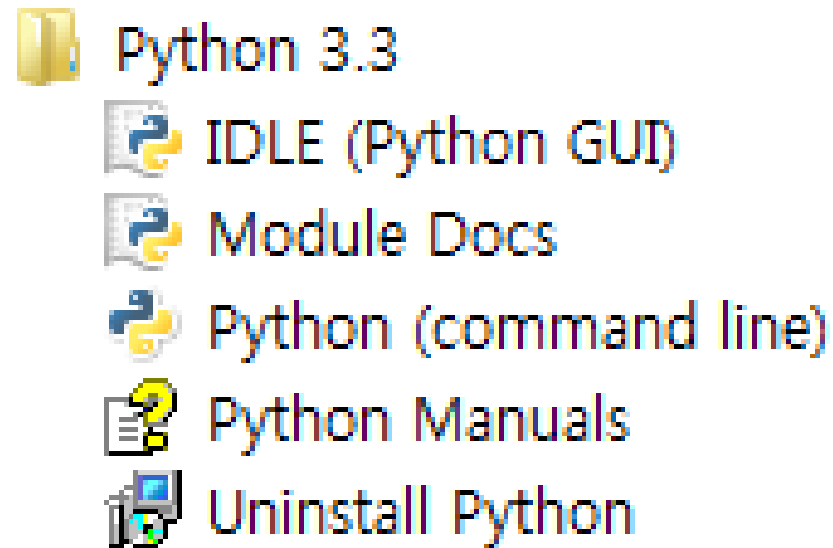 Python 3.3
IDLE (Python GUI)
Module Docs
Python (command line)
Python Manuals
Uninstall Python